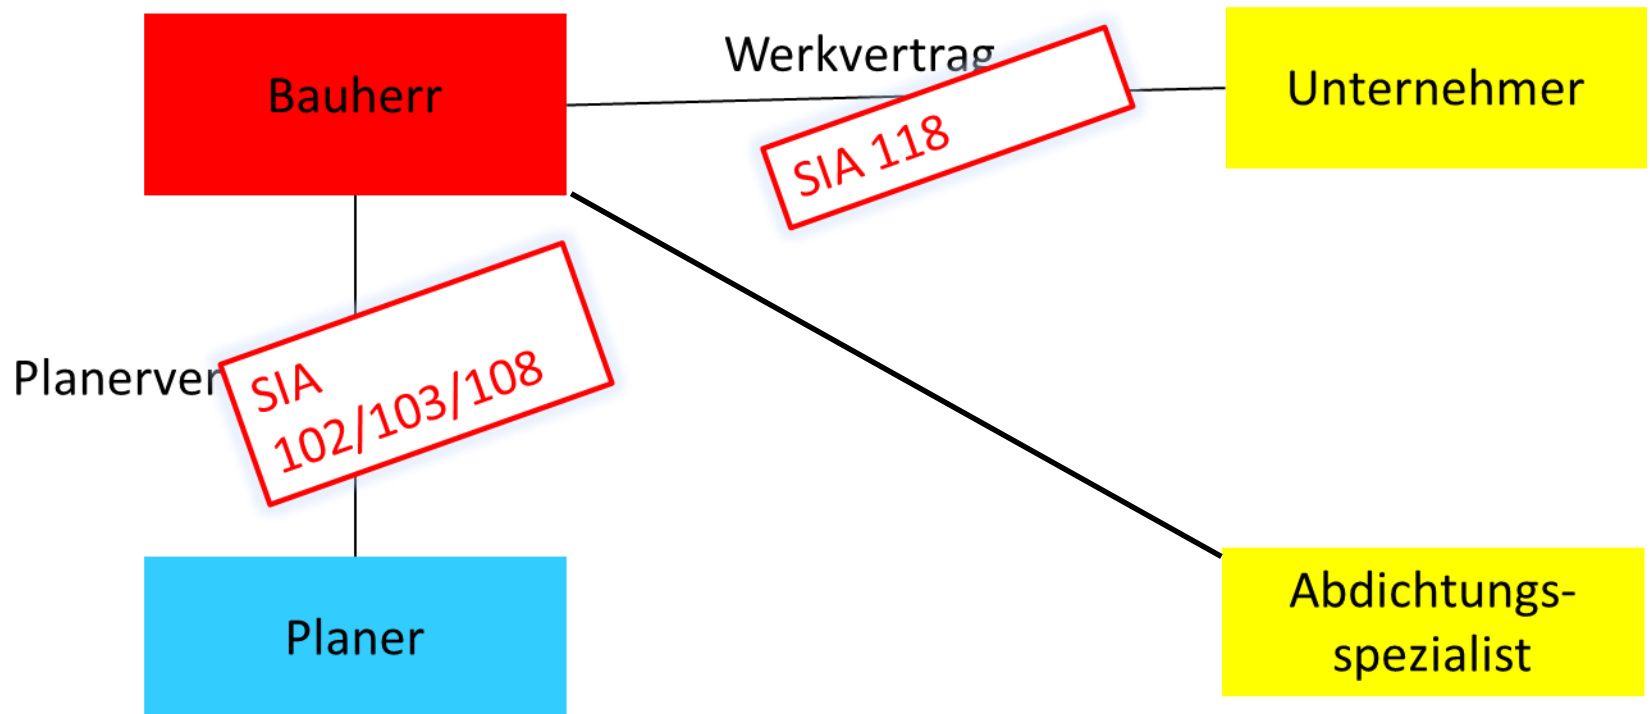 Werkvertrag
Bauherr
Unternehmer
SIA 118
Planerver
SIA
102/103/108
Planer
Abdichtungs-
spezialist